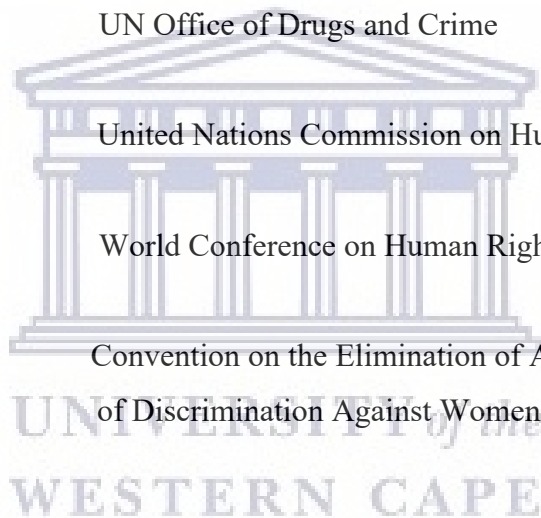 UN Office of Drugs and Crime
United Nations Commission on Hu
World Conference on Human Righ
Convention on the Elimination of A
of Discrimination Against Women
UNIVERSITY of the
WESTERN CAPE